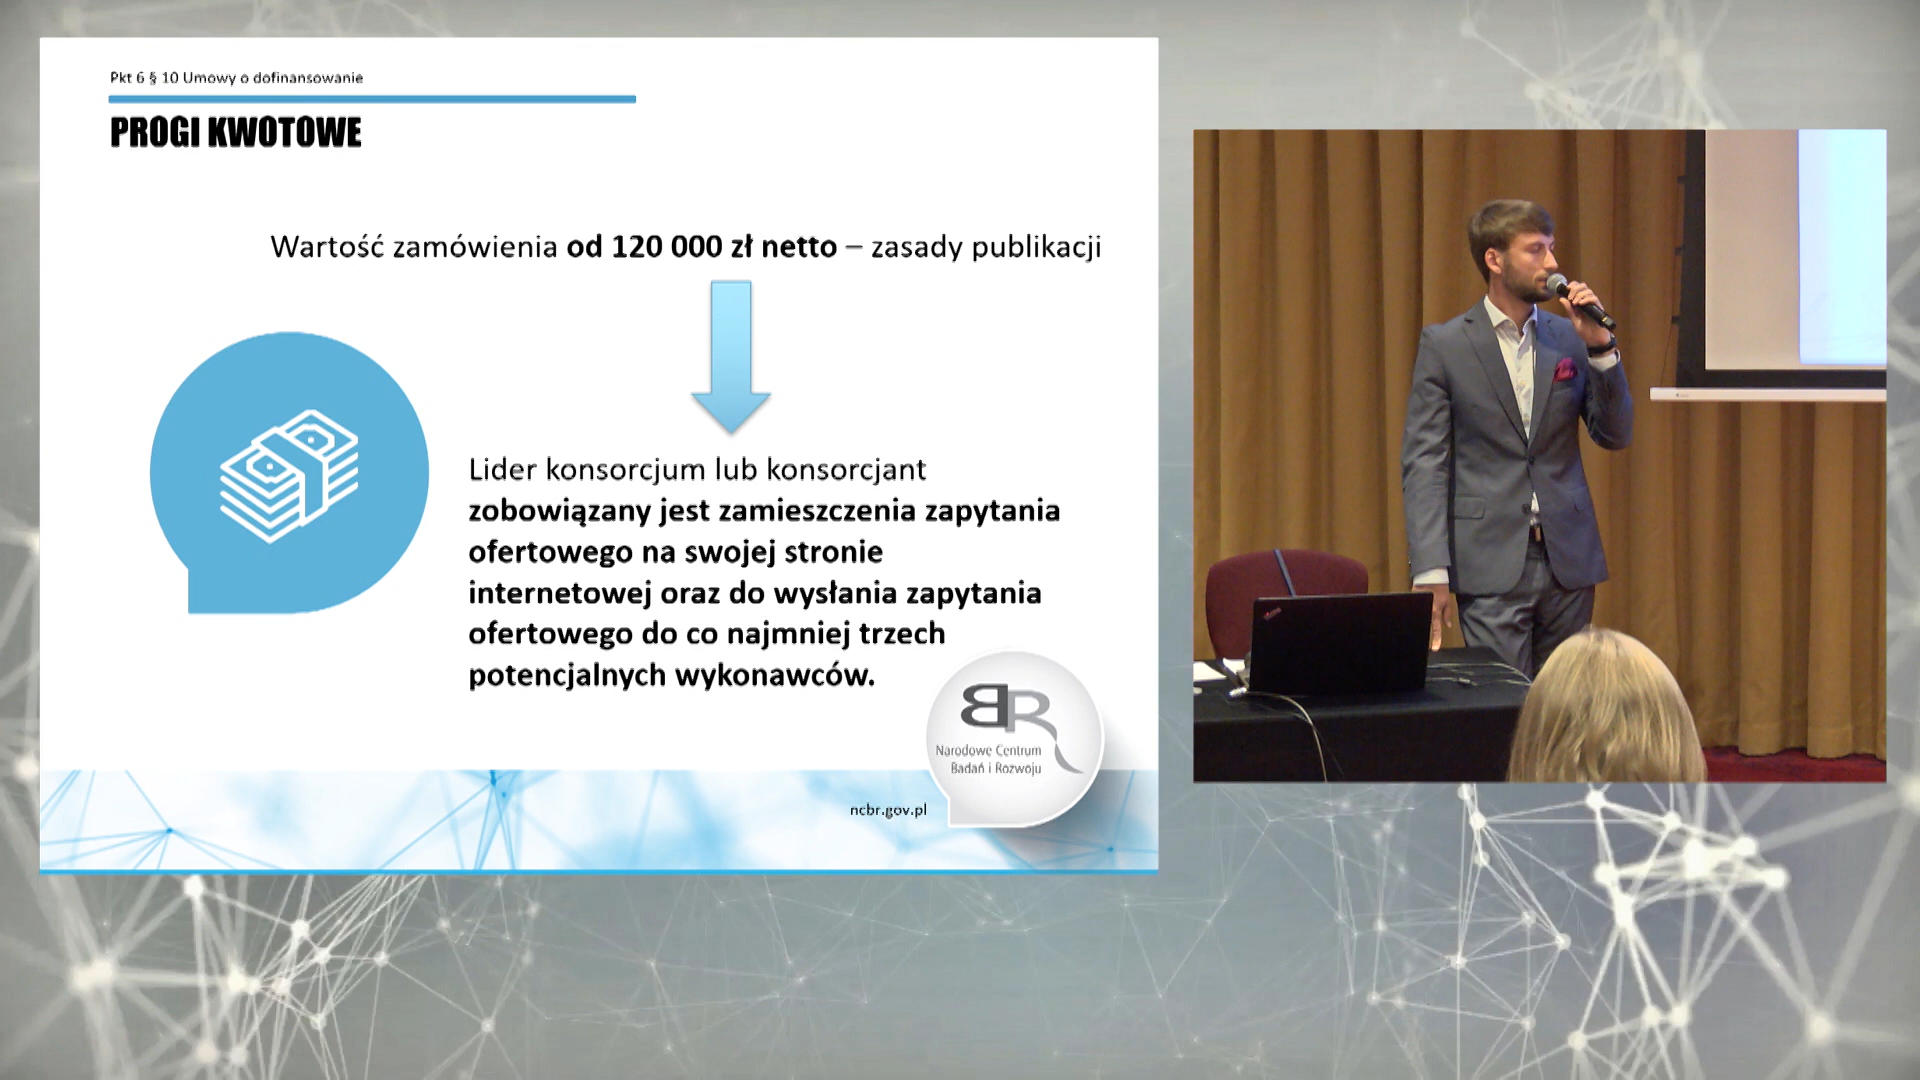 Pkt 6 § 10 Umowy o dofinansowanie
PROGI KWOTOWE
Wartość zamówienia od 120 000 zł netto – zasady publikacji
Lider konsorcjum lub konsorcjant
zobowiązany jest zamieszczenia zapytania
ofertowego na swojej stronie
internetowej oraz do wysłania zapytania
ofertowego do co najmniej trzech
potencjalnych wykonawców.
BR
Narodowe Centrum
Badań i Rozwoju
ncbr.gov.pl